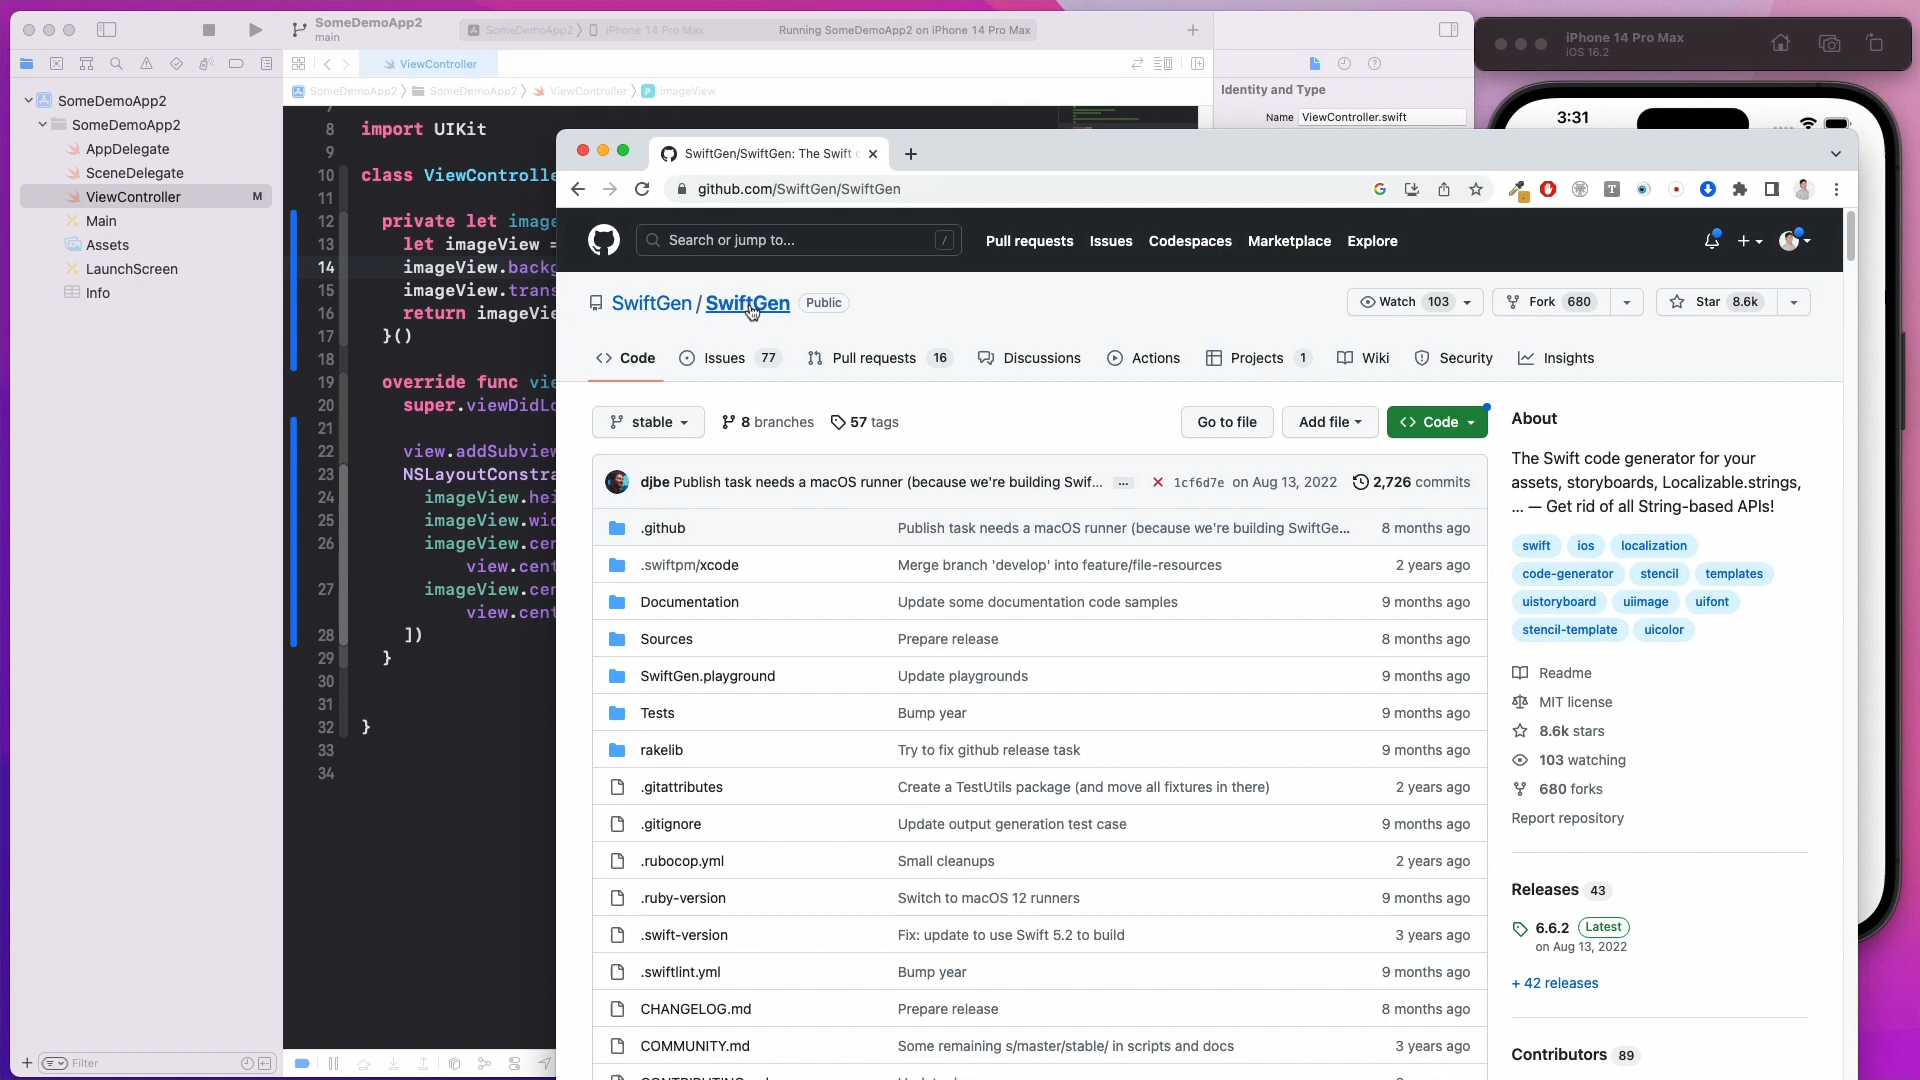 SomeDemoApp2
main
SomeDemoApp2
iPhone 14 Pro Max
Running SomeDemoApp2 on iPhone 14 Pro Max
iPhone 14 Pro Max
iOS 16.2
ViewController
SomeDemoApp2
SomeDemoApp2
ViewController
imageView
Identity and Type
Name ViewController.swift
3:31
SomeDemoApp2
SomeDemoApp2
AppDelegate
SceneDelegate
ViewController M
Main
Assets
LaunchScreen
Info
Filter
8 import UIKit
9
10 class ViewControlle
11
12 private let image
13 let imageView =
14 imageView.backg
15 imageView.trans
16 return imageVie
17 }()
18
19 override func vie
20 super.viewDidLo
21
22 view.addSubview
23 NSLayoutConstra
24 imageView.hei
25 imageView.wid
26 imageView.cen
view.cent
27 imageView.cen
view.cent
28 ])
29 }
30
31
32 }
33
34
SwiftGen/SwiftGen: The Swift
github.com/SwiftGen/SwiftGen
Search or jump to... /
Pull requests Issues Codespaces Marketplace Explore
SwiftGen / SwiftGen Public
Watch 103 Fork 680 Star 8.6k
Code Issues 77 Pull requests 16 Discussions Actions Projects 1 Wiki Security Insights
stable 8 branches 57 tags Go to file Add file Code
djbe Publish task needs a macOS runner (because we're building Swif... ... 1cf6d7e on Aug 13, 2022 2,726 commits
.github Publish task needs a macOS runner (because we're building SwiftGe... 8 months ago
.swiftpm/xcode Merge branch 'develop' into feature/file-resources 2 years ago
Documentation Update some documentation code samples 9 months ago
Sources Prepare release 8 months ago
SwiftGen.playground Update playgrounds 9 months ago
Tests Bump year 9 months ago
rakelib Try to fix github release task 9 months ago
.gitattributes Create a TestUtils package (and move all fixtures in there) 2 years ago
.gitignore Update output generation test case 9 months ago
.rubocop.yml Small cleanups 2 years ago
.ruby-version Switch to macOS 12 runners 9 months ago
.swift-version Fix: update to use Swift 5.2 to build 3 years ago
.swiftlint.yml Bump year 9 months ago
CHANGELOG.md Prepare release 8 months ago
COMMUNITY.md Some remaining s/master/stable/ in scripts and docs 3 years ago
About
The Swift code generator for your
assets, storyboards, Localizable.strings,
... — Get rid of all String-based APIs!
swift ios localization
code-generator stencil templates
uistoryboard uiimage uifont
stencil-template uicolor
Readme
MIT license
8.6k stars
103 watching
680 forks
Report repository
Releases 43
6.6.2 Latest
on Aug 13, 2022
+ 42 releases
Contributors 89